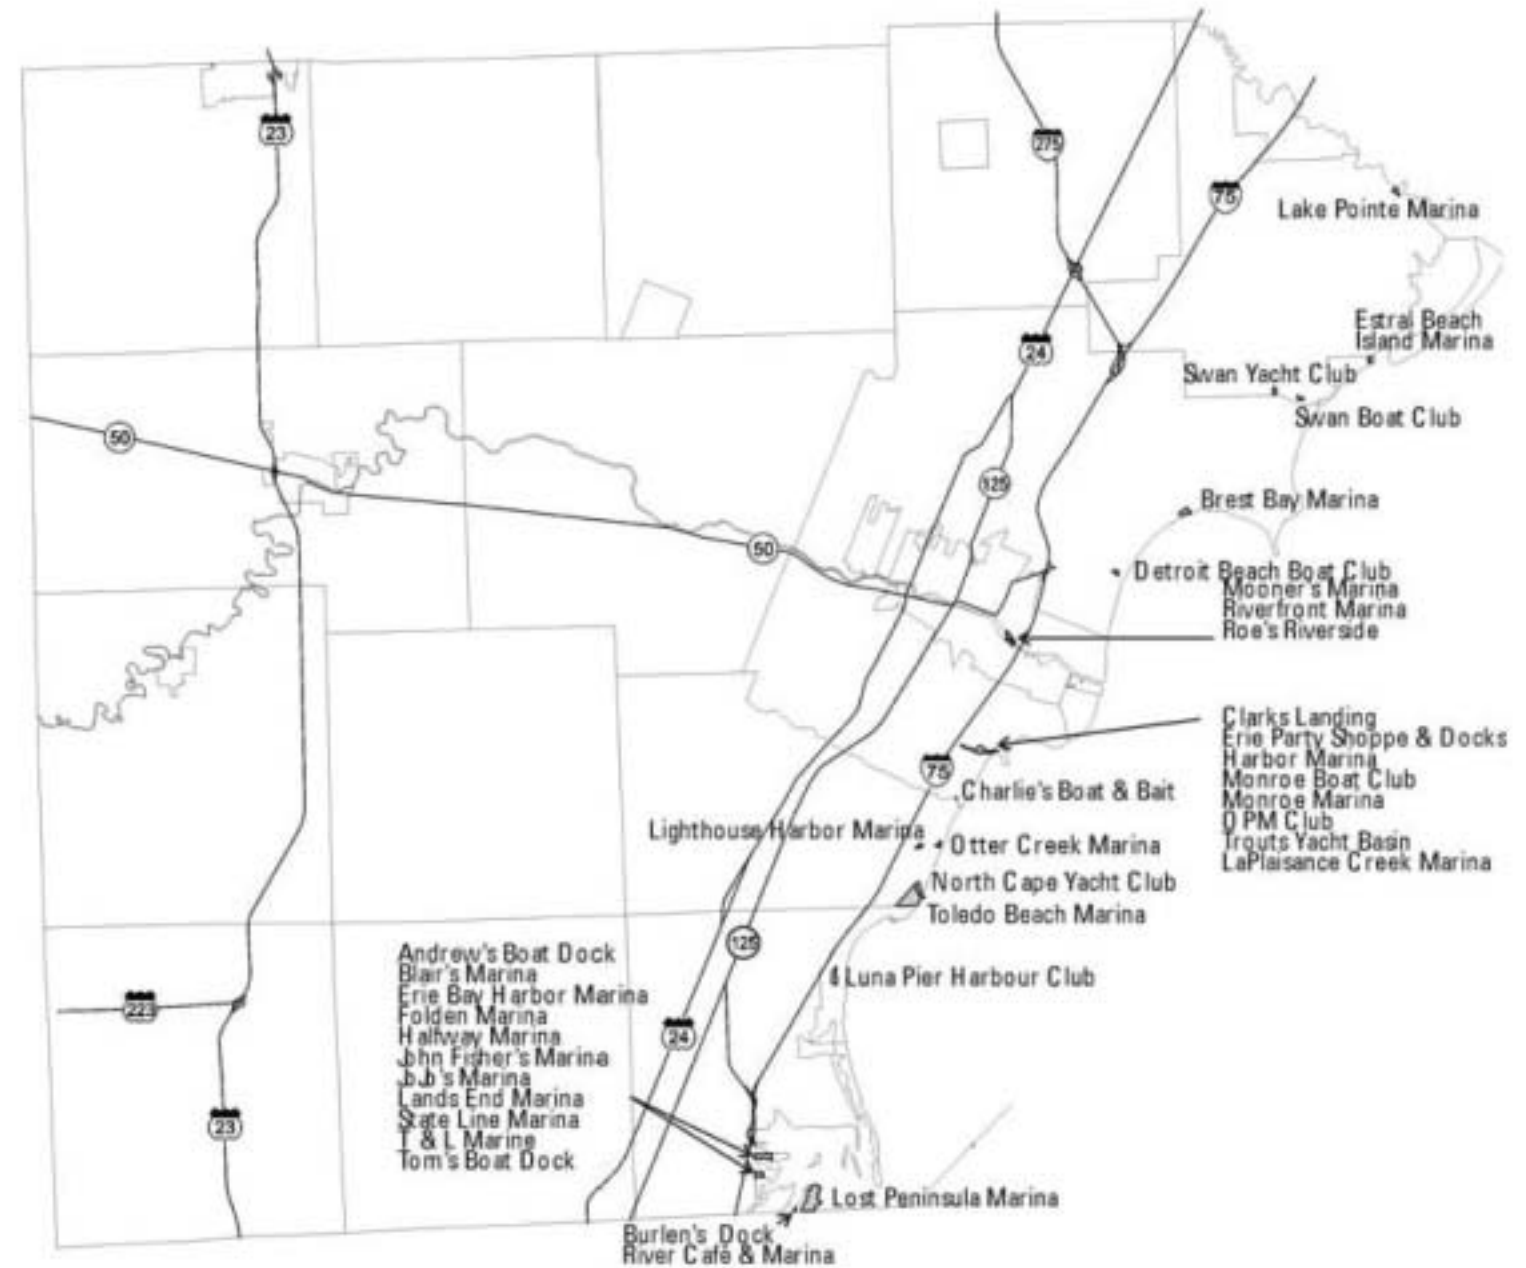 23
275
75
Lake Pointe Marina
Estral Beach
Island Marina
24
Swan Yacht Club
Swan Boat Club
50
125
Brest Bay Marina
50
Detroit Beach Boat Club
Mooner's Marina
Riverfront Marina
Roe's Riverside
Clarks Landing
Erie Party Shoppe & Docks
Harbor Marina
Monroe Boat Club
Monroe Marina
O PM Club
Trouts Yacht Basin
LaPlaisance Creek Marina
75
Charlie's Boat & Bait
Lighthouse Harbor Marina
Otter Creek Marina
North Cape Yacht Club
Toledo Beach Marina
125
Luna Pier Harbour Club
Andrew's Boat Dock
Blair's Marina
Erie Bay Harbor Marina
Folden Marina
Halfway Marina
John Fisher's Marina
JoJo's Marina
Lands End Marina
State Line Marina
T & L Marine
Tom's Boat Dock
223
24
23
Lost Peninsula Marina
Burlen's Dock
River Café & Marina